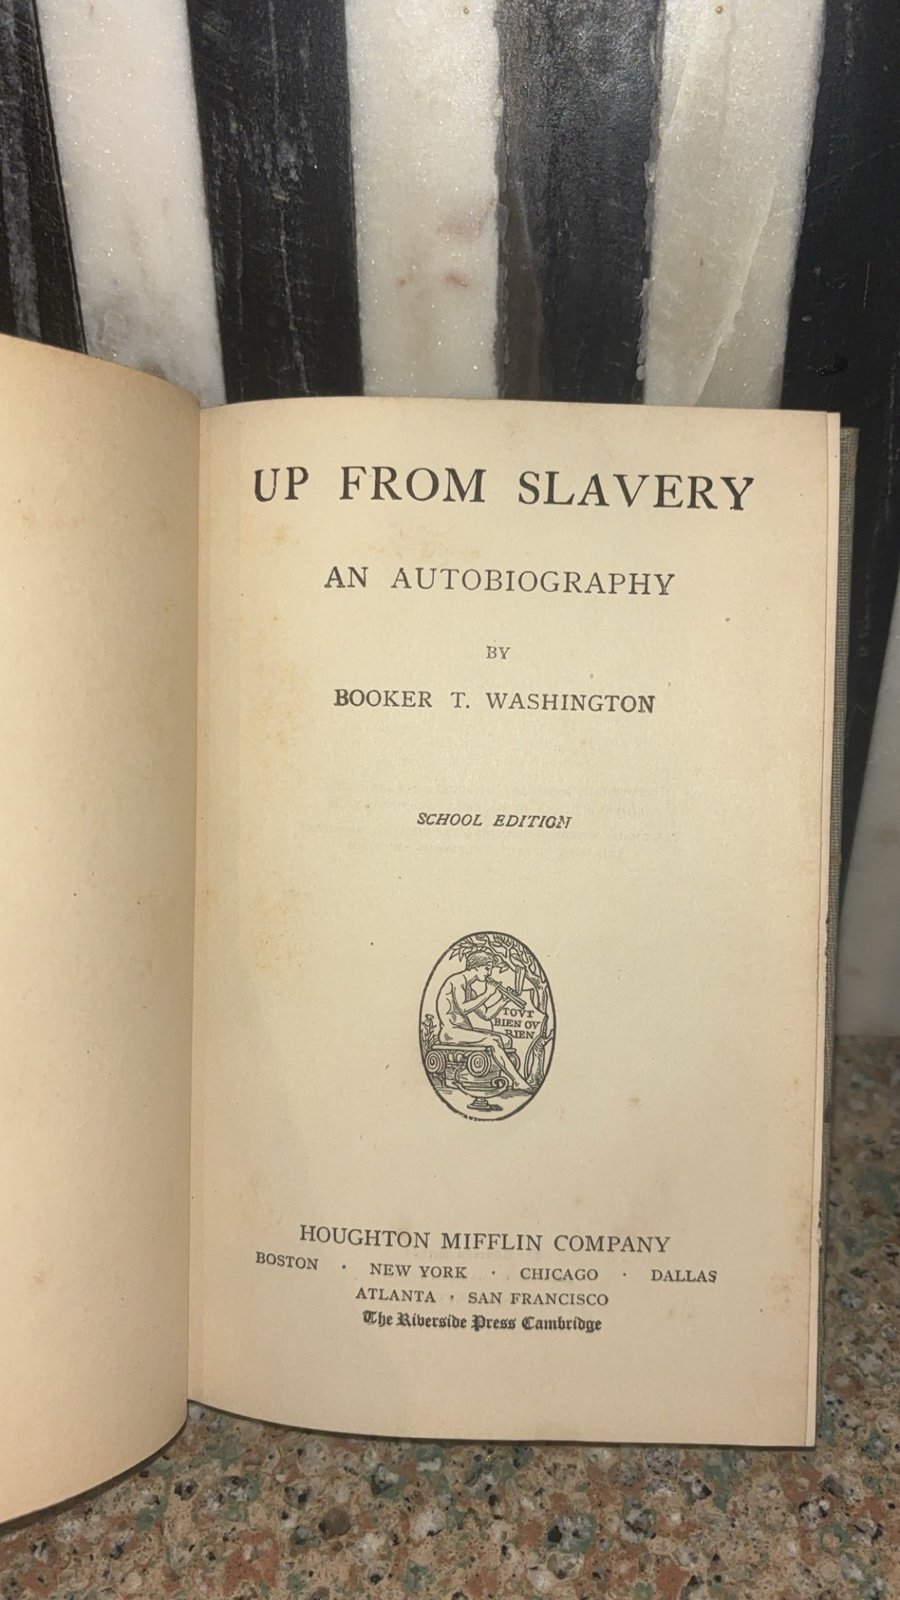 UP FROM SLAVERY
AN AUTOBIOGRAPHY
BY
BOOKER T. WASHINGTON
SCHOOL EDITION
TOVT
BIEN OV
RIEN
HOUGHTON MIFFLIN COMPANY
BOSTON · NEW YORK · CHICAGO · DALLAS
ATLANTA · SAN FRANCISCO
The Riverside Press Cambridge